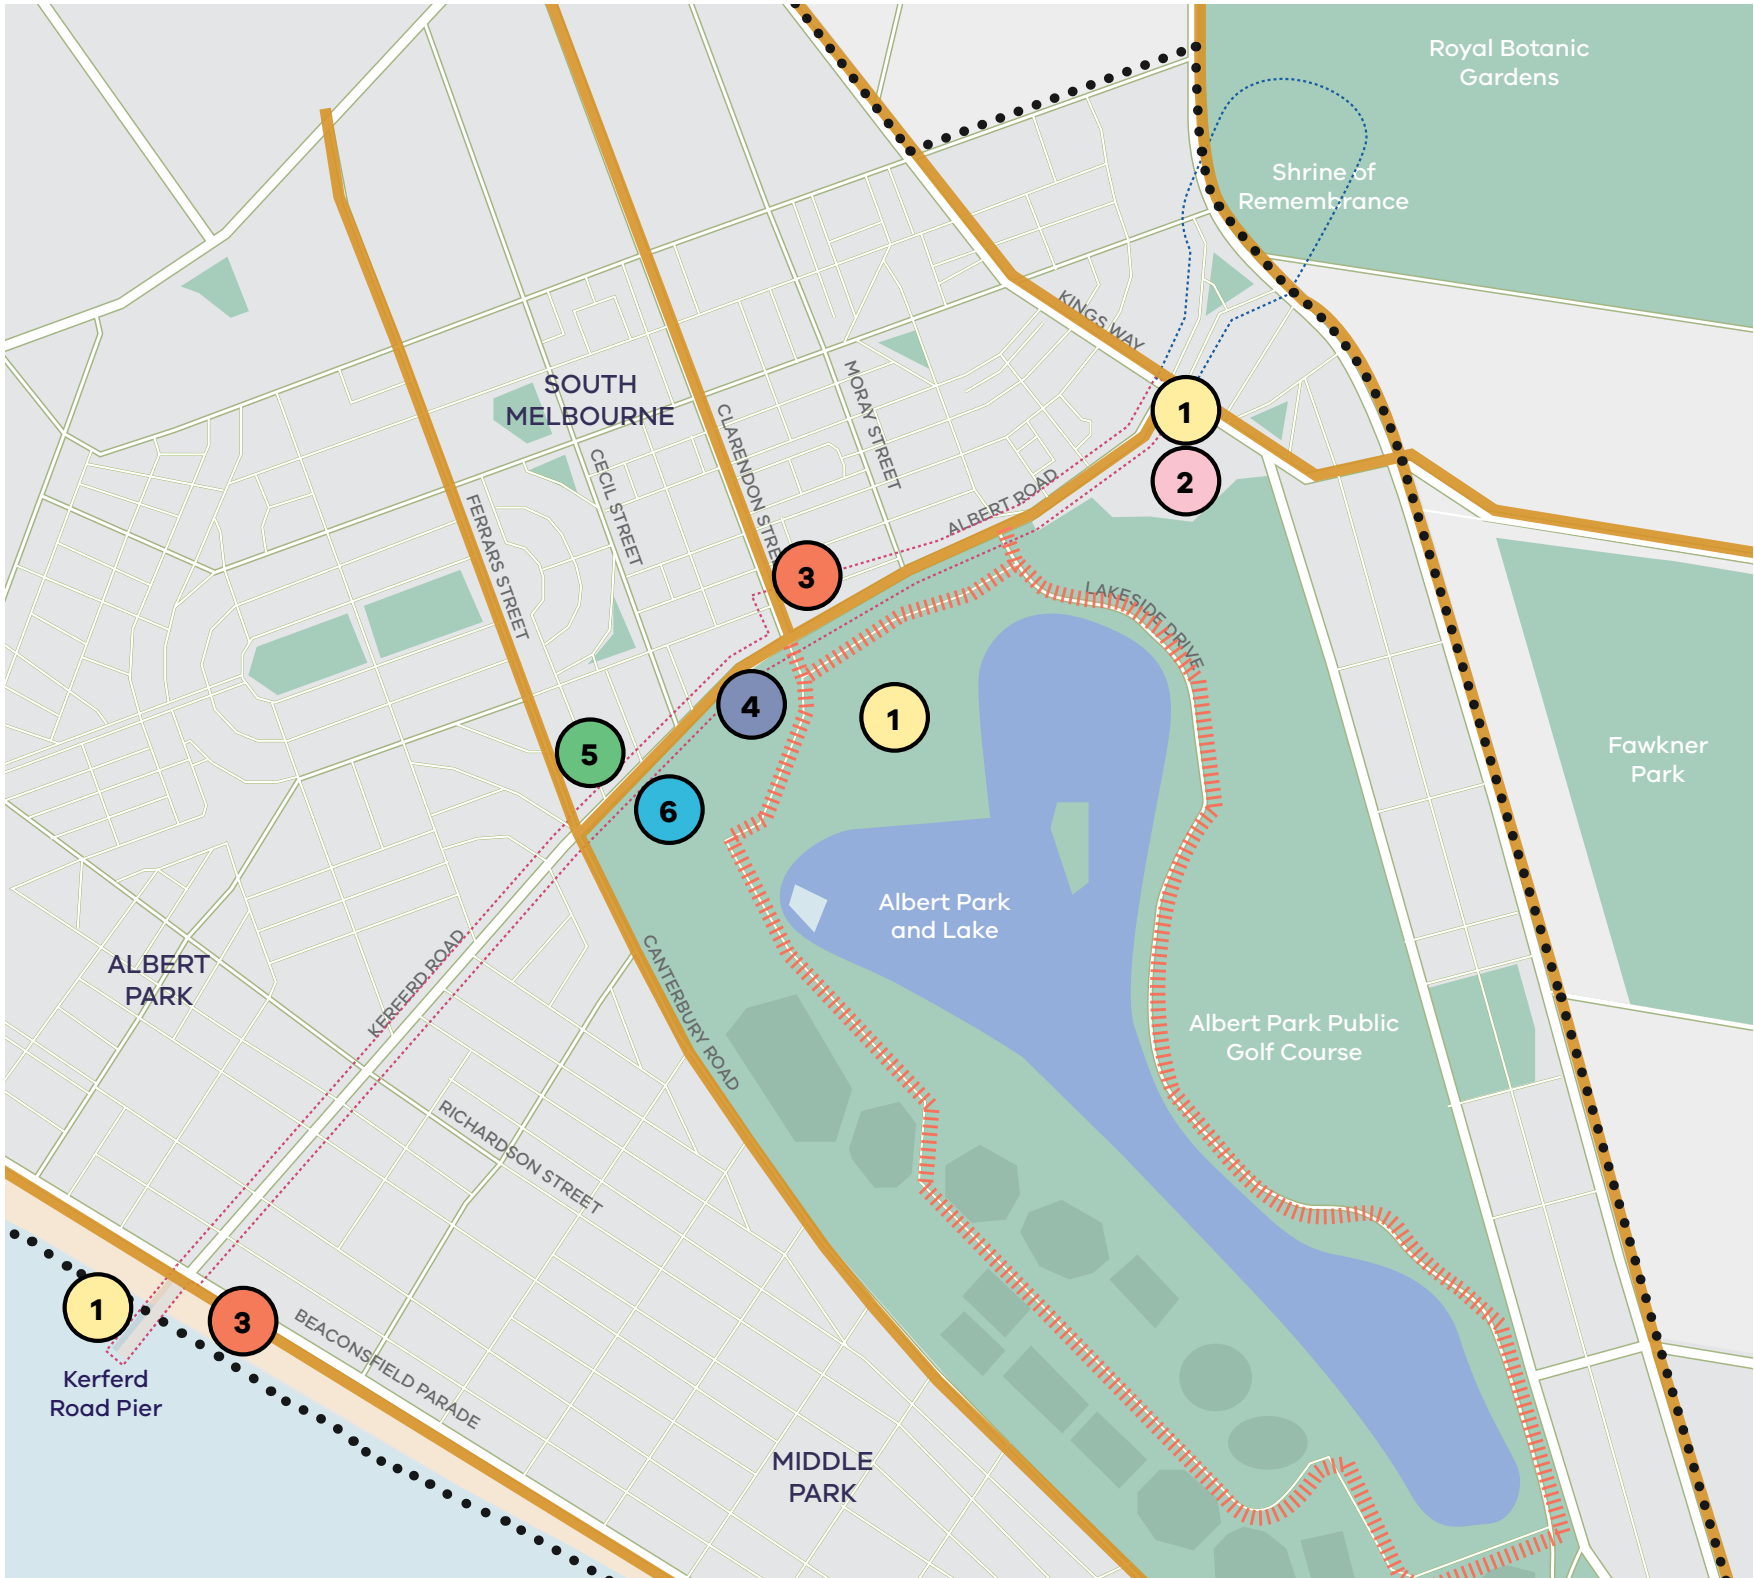 Royal Botanic
Gardens
Shrine of
Remembrance
KINGS WAY
SOUTH
MELBOURNE
1
MORAY STREET
CLARENDON STREET
2
CECIL STREET
ALBERT ROAD
FERRARS STREET
3
LAKESIDE DRIVE
4
1
5
Fawkner
Park
6
Albert Park
and Lake
ALBERT
PARK
KERFERD ROAD
CANTERBURY ROAD
Albert Park Public
Golf Course
RICHARDSON STREET
1
3
BEACONSFIELD PARADE
Kerferd
Road Pier
MIDDLE
PARK